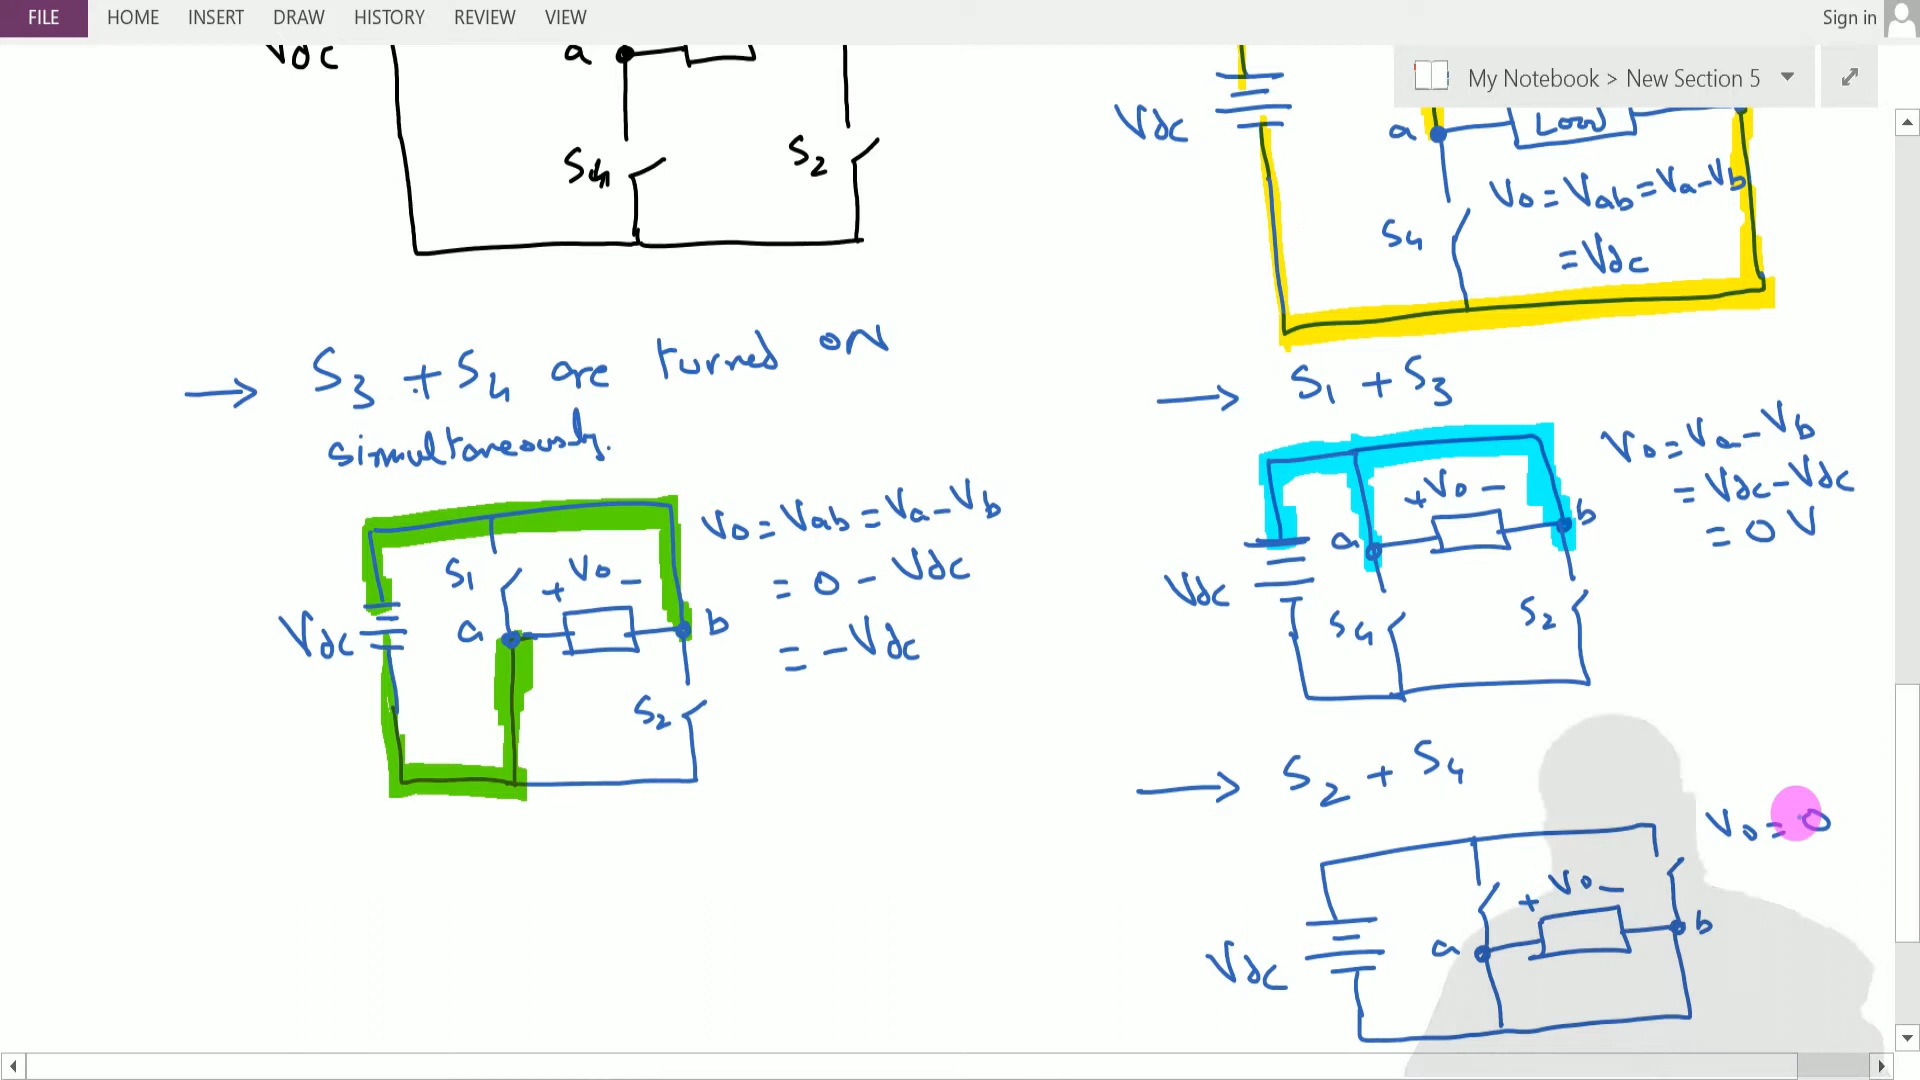 FILE HOME INSERT DRAW HISTORY REVIEW VIEW Sign in
My Notebook > New Section 5
Vdc a
S4 S2
Vdc a Load
Vo = Vab = Va - Vb
S4
= Vdc
→ S3 + S4 are turned ON
simultaneously.
Vo = Vab = Va - Vb
= 0 - Vdc
= - Vdc
S1 + Vo -
Vdc a b
S2
→ S1 + S3
Vo = Va - Vb
= Vdc - Vdc
= 0 V
+ Vo -
a b
Vdc S4 S2
→ S2 + S4
Vo = 0
+ Vo -
a b
Vdc